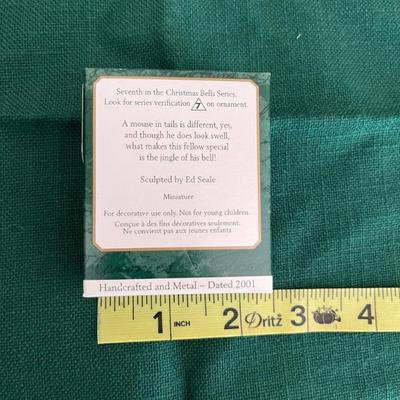 Seventh in the Christmas Bells Series.
Look for series verification 7 on ornament.
A mouse in tails is different, yes,
and though he does look swell,
what makes this fellow special
is the jingle of his bell!
Sculpted by Ed Seale
Miniature
For decorative use only. Not for young children.
Conçue à des fins décoratives seulement.
Ne convient pas aux jeunes enfants.
Handcrafted and Metal – Dated 2001
1 INCH 2 Dritz 3 4